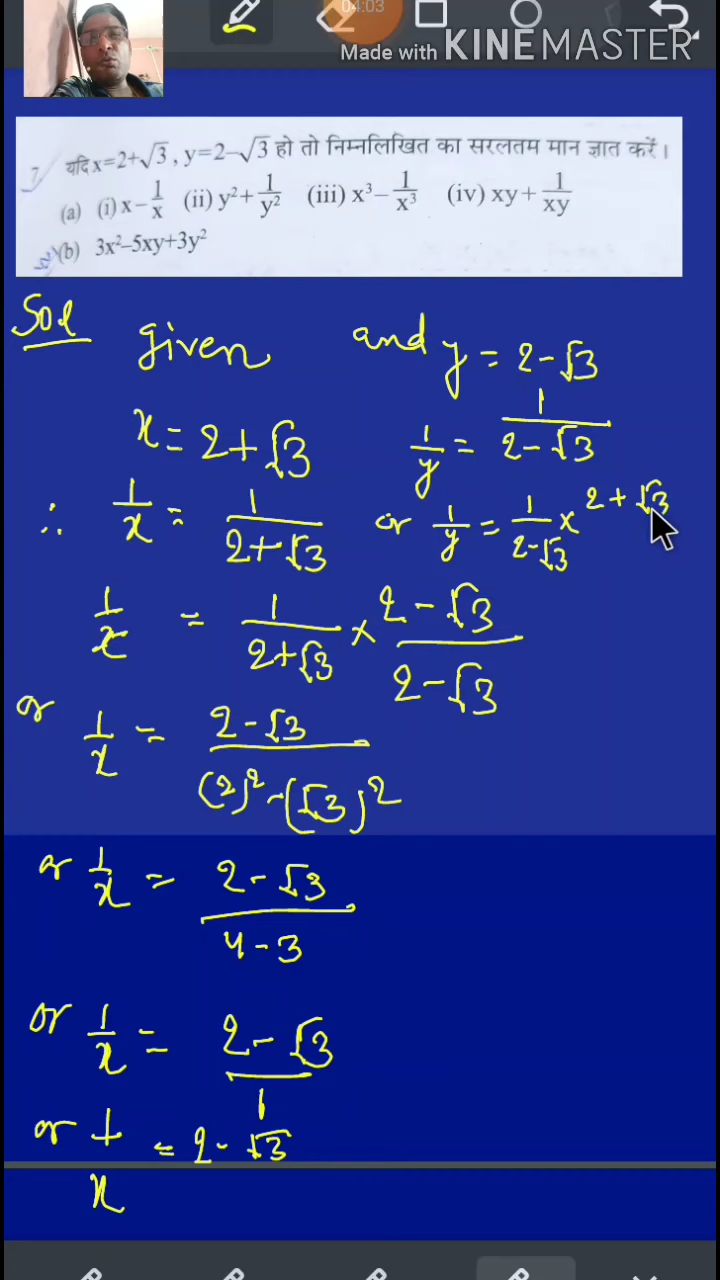 04:03
Made with KINEMASTER
7. यदि x=2+√3, y=2-√3 हो तो निम्नलिखित का सरलतम मान ज्ञात करें।
(a) (i) x-1/x (ii) y²+1/y² (iii) x³-1/x³ (iv) xy+1/xy
(b) 3x²-5xy+3y²
Sol given and y = 2-√3
x = 2+√3 1/y = 1/(2-√3)
∴ 1/x = 1/(2+√3) or 1/y = 1/(2-√3) × 2+√3
1/x = 1/(2+√3) × (2-√3)/(2-√3)
or 1/x = (2-√3)/((2)²-(√3)²)
or 1/x = (2-√3)/(4-3)
or 1/x = (2-√3)/1
or 1/x = 2-√3